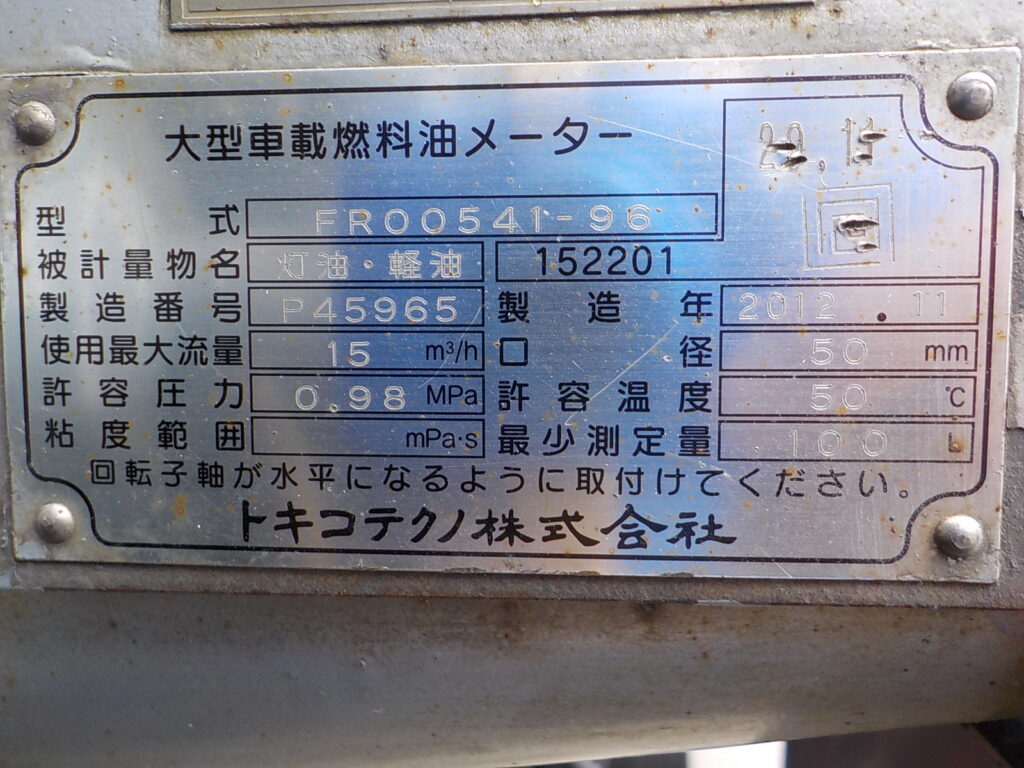 大型車載燃料油メーター
型式 FR00541-96
被計量物名 灯油・軽油 152201
製造番号 P45965 製造年 2012.11
使用最大流量 15 m³/h 口径 50 mm
許容圧力 0.98 MPa 許容温度 50 ℃
粘度範囲 mPa·s 最少測定量 100 L
回転子軸が水平になるように取付けてください。
トキコテクノ株式会社